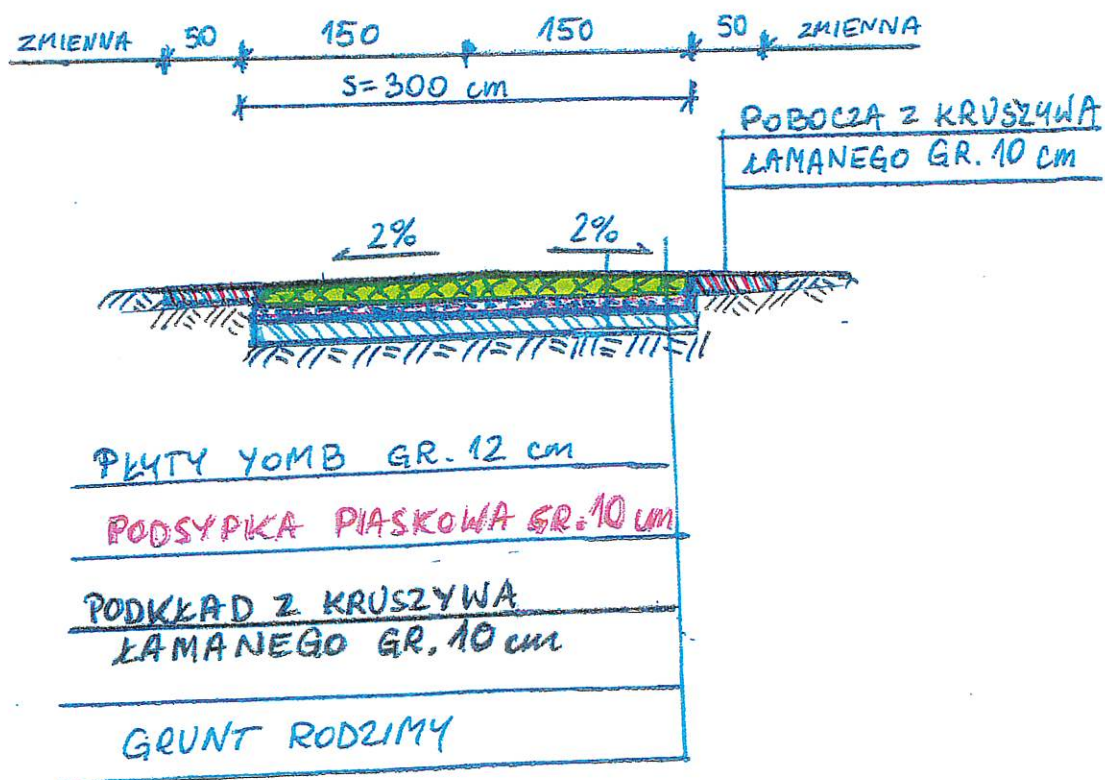 ZMIENNA 50 150 150 50 ZMIENNA
S=300 cm
POBOCZA Z KRUSZYWA
ŁAMANEGO GR. 10 cm
2% 2%
PŁYTY YOMB GR. 12 cm
PODSYPKA PIASKOWA GR. 10 cm
PODKŁAD Z KRUSZYWA
ŁAMANEGO GR. 10 cm
GRUNT RODZIMY